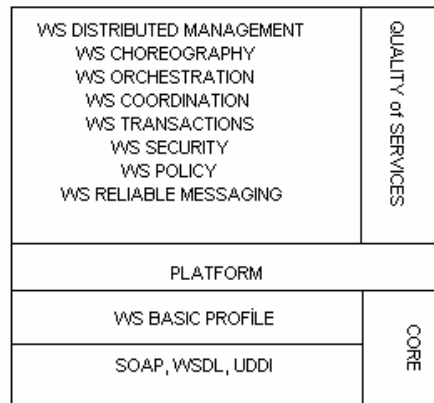 WS DISTRIBUTED MANAGEMENT
WS CHOREOGRAPHY
WS ORCHESTRATION
WS COORDINATION
WS TRANSACTIONS
WS SECURITY
WS POLICY
WS RELIABLE MESSAGING
QUALITY of SERVICES
PLATFORM
WS BASIC PROFİLE
SOAP, WSDL, UDDI
CORE